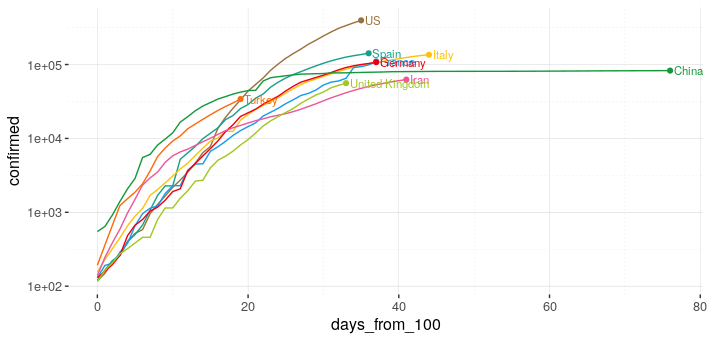 US
1e+05
Spain
Italy
Germany
China
Iran
United Kingdom
Turkey
1e+04
1e+03
1e+02
confirmed
0
20
40
60
80
days_from_100